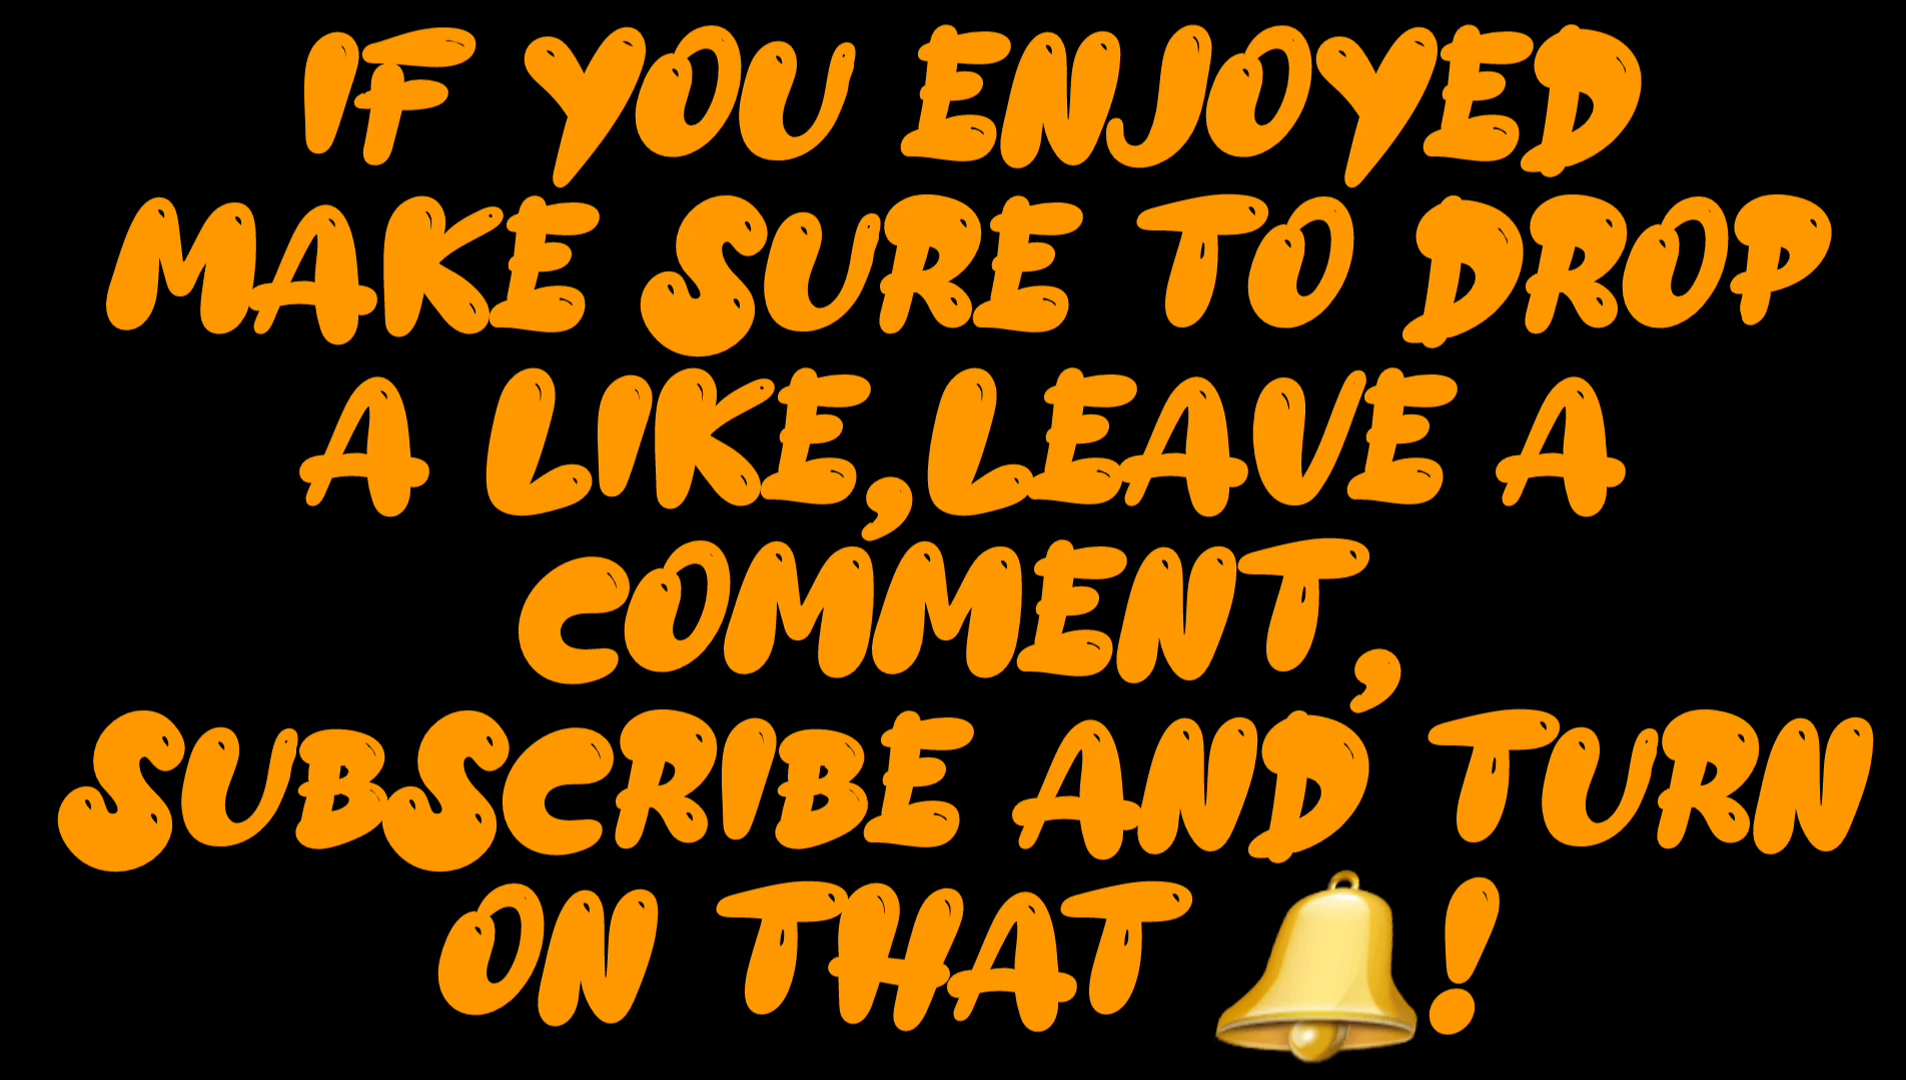 IF YOU ENJOYED
MAKE SURE TO DROP
A LIKE,LEAVE A
COMMENT,
SUBSCRIBE AND TURN
ON THAT 🔔!